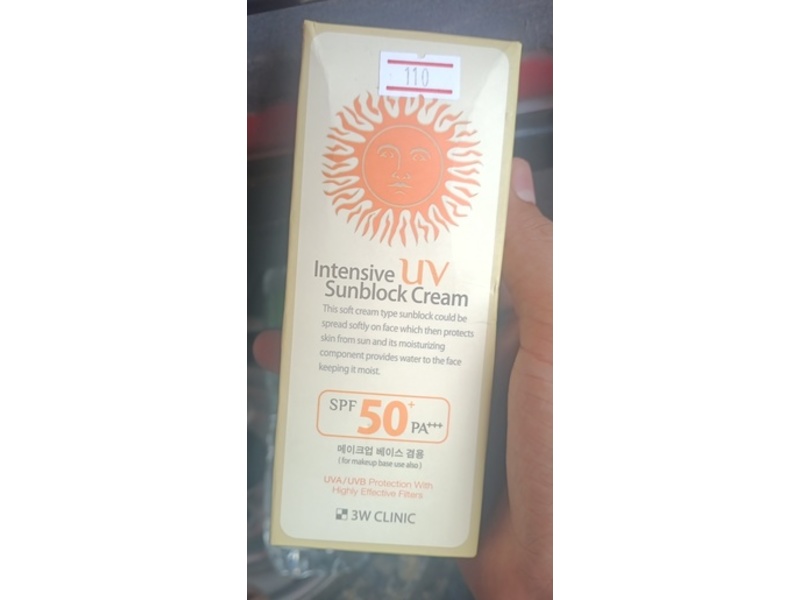 110
Intensive UV
Sunblock Cream
This soft cream type sunblock could be
spread softly on face which then protects
skin from sun and its moisturizing
component provides water to the face
keeping it moist.
SPF 50+ PA+++
메이크업 베이스 겸용
( for makeup base use also )
UVA / UVB Protection With
Highly Effective Filters
3W CLINIC